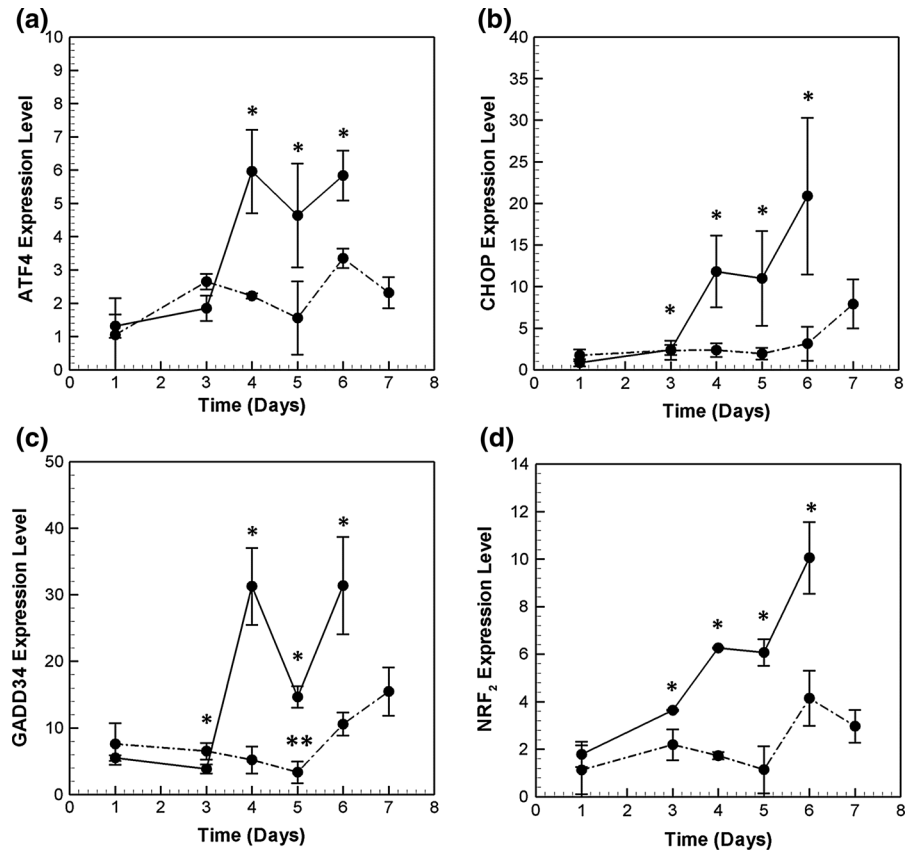 (a)
10
9
8
7
6
5
4
3
2
1
0
ATF4 Expression Level
* * *
0 1 2 3 4 5 6 7 8
Time (Days)
(b)
40
35
30
25
20
15
10
5
0
CHOP Expression Level
* * * *
0 1 2 3 4 5 6 7 8
Time (Days)
(c)
50
40
30
20
10
0
GADD34 Expression Level
* * * *
**
0 1 2 3 4 5 6 7 8
Time (Days)
(d)
14
12
10
8
6
4
2
0
NRF₂ Expression Level
* * * *
0 1 2 3 4 5 6 7 8
Time (Days)